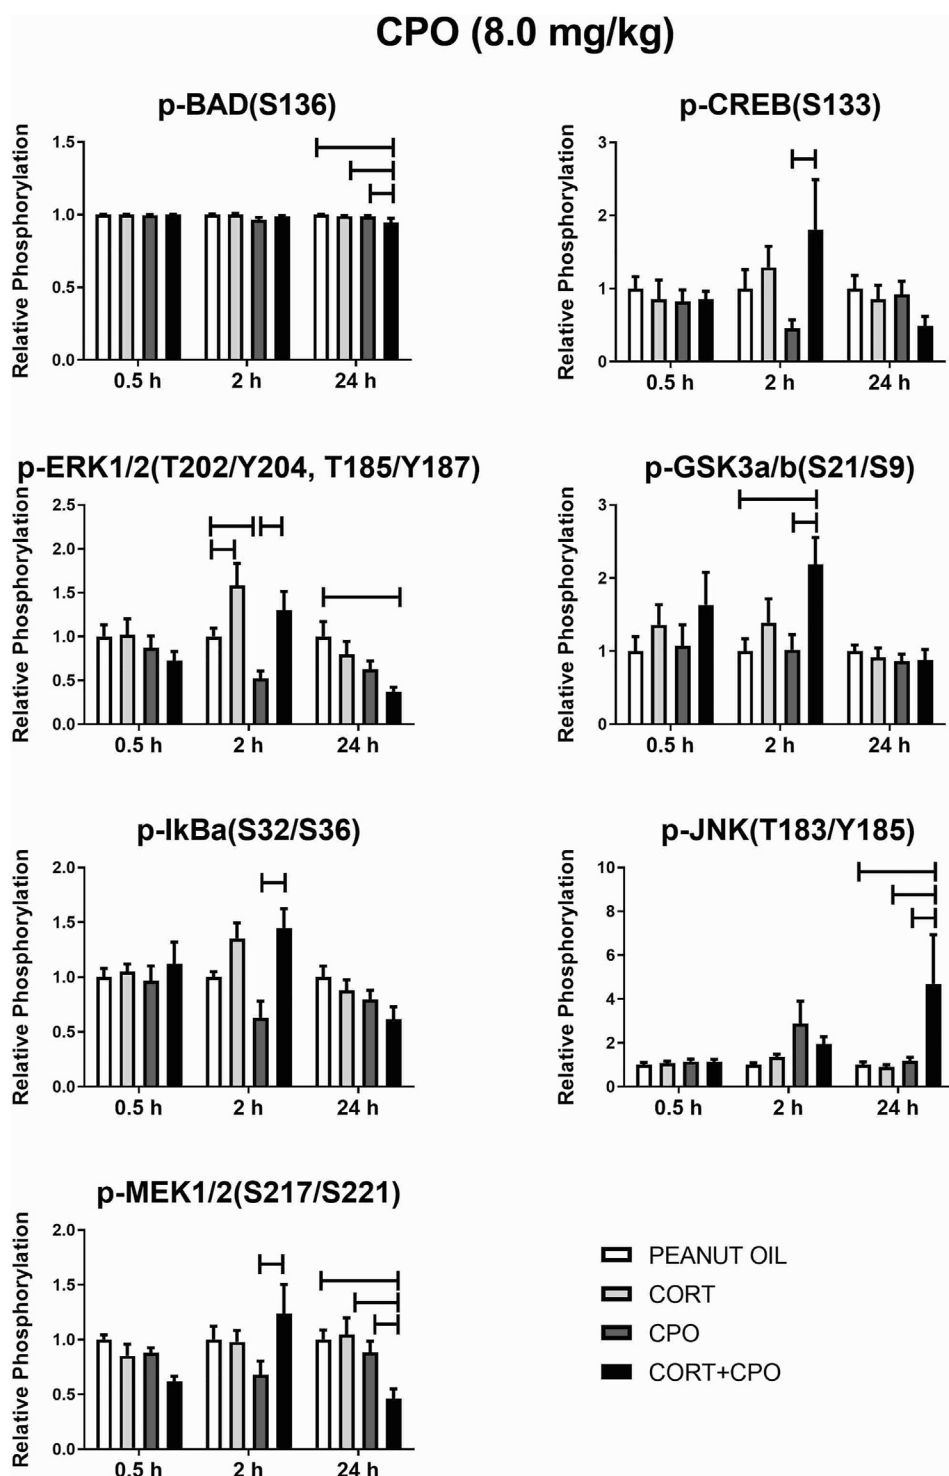 CPO (8.0 mg/kg)
p-BAD(S136)
Relative Phosphorylation
1.5
1.0
0.5
0.0
0.5 h
2 h
24 h
p-CREB(S133)
Relative Phosphorylation
3
2
1
0
0.5 h
2 h
24 h
p-ERK1/2(T202/Y204, T185/Y187)
Relative Phosphorylation
2.5
2.0
1.5
1.0
0.5
0.0
0.5 h
2 h
24 h
p-GSK3a/b(S21/S9)
Relative Phosphorylation
3
2
1
0
0.5 h
2 h
24 h
p-IkBa(S32/S36)
Relative Phosphorylation
2.0
1.5
1.0
0.5
0.0
0.5 h
2 h
24 h
p-JNK(T183/Y185)
Relative Phosphorylation
10
8
6
4
2
0
0.5 h
2 h
24 h
p-MEK1/2(S217/S221)
Relative Phosphorylation
2.0
1.5
1.0
0.5
0.0
0.5 h
2 h
24 h
PEANUT OIL
CORT
CPO
CORT+CPO